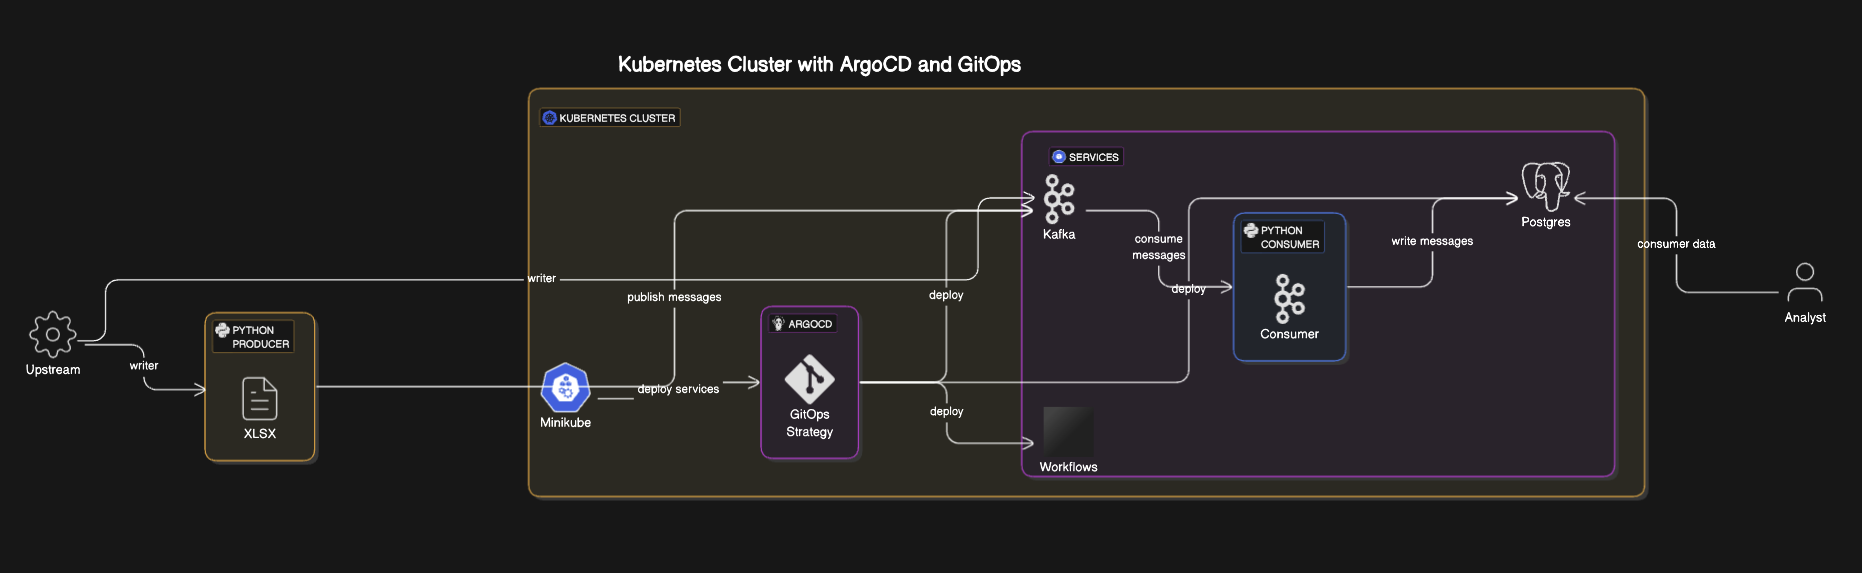 Kubernetes Cluster with ArgoCD and GitOps
KUBERNETES CLUSTER
SERVICES
Kafka
Postgres
PYTHON
CONSUMER
consume
messages
write messages
consumer data
writer
publish messages
deploy
deploy
Analyst
Consumer
PYTHON
PRODUCER
ARGOCD
Upstream
writer
deploy services
Minikube
GitOps
Strategy
deploy
XLSX
Workflows